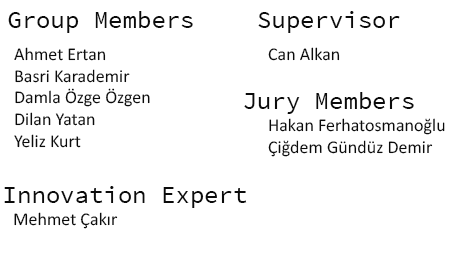 Group Members
Ahmet Ertan
Basri Karademir
Damla Özge Özgen
Dilan Yatan
Yeliz Kurt
Supervisor
Can Alkan
Jury Members
Hakan Ferhatosmanoğlu
Çiğdem Gündüz Demir
Innovation Expert
Mehmet Çakır